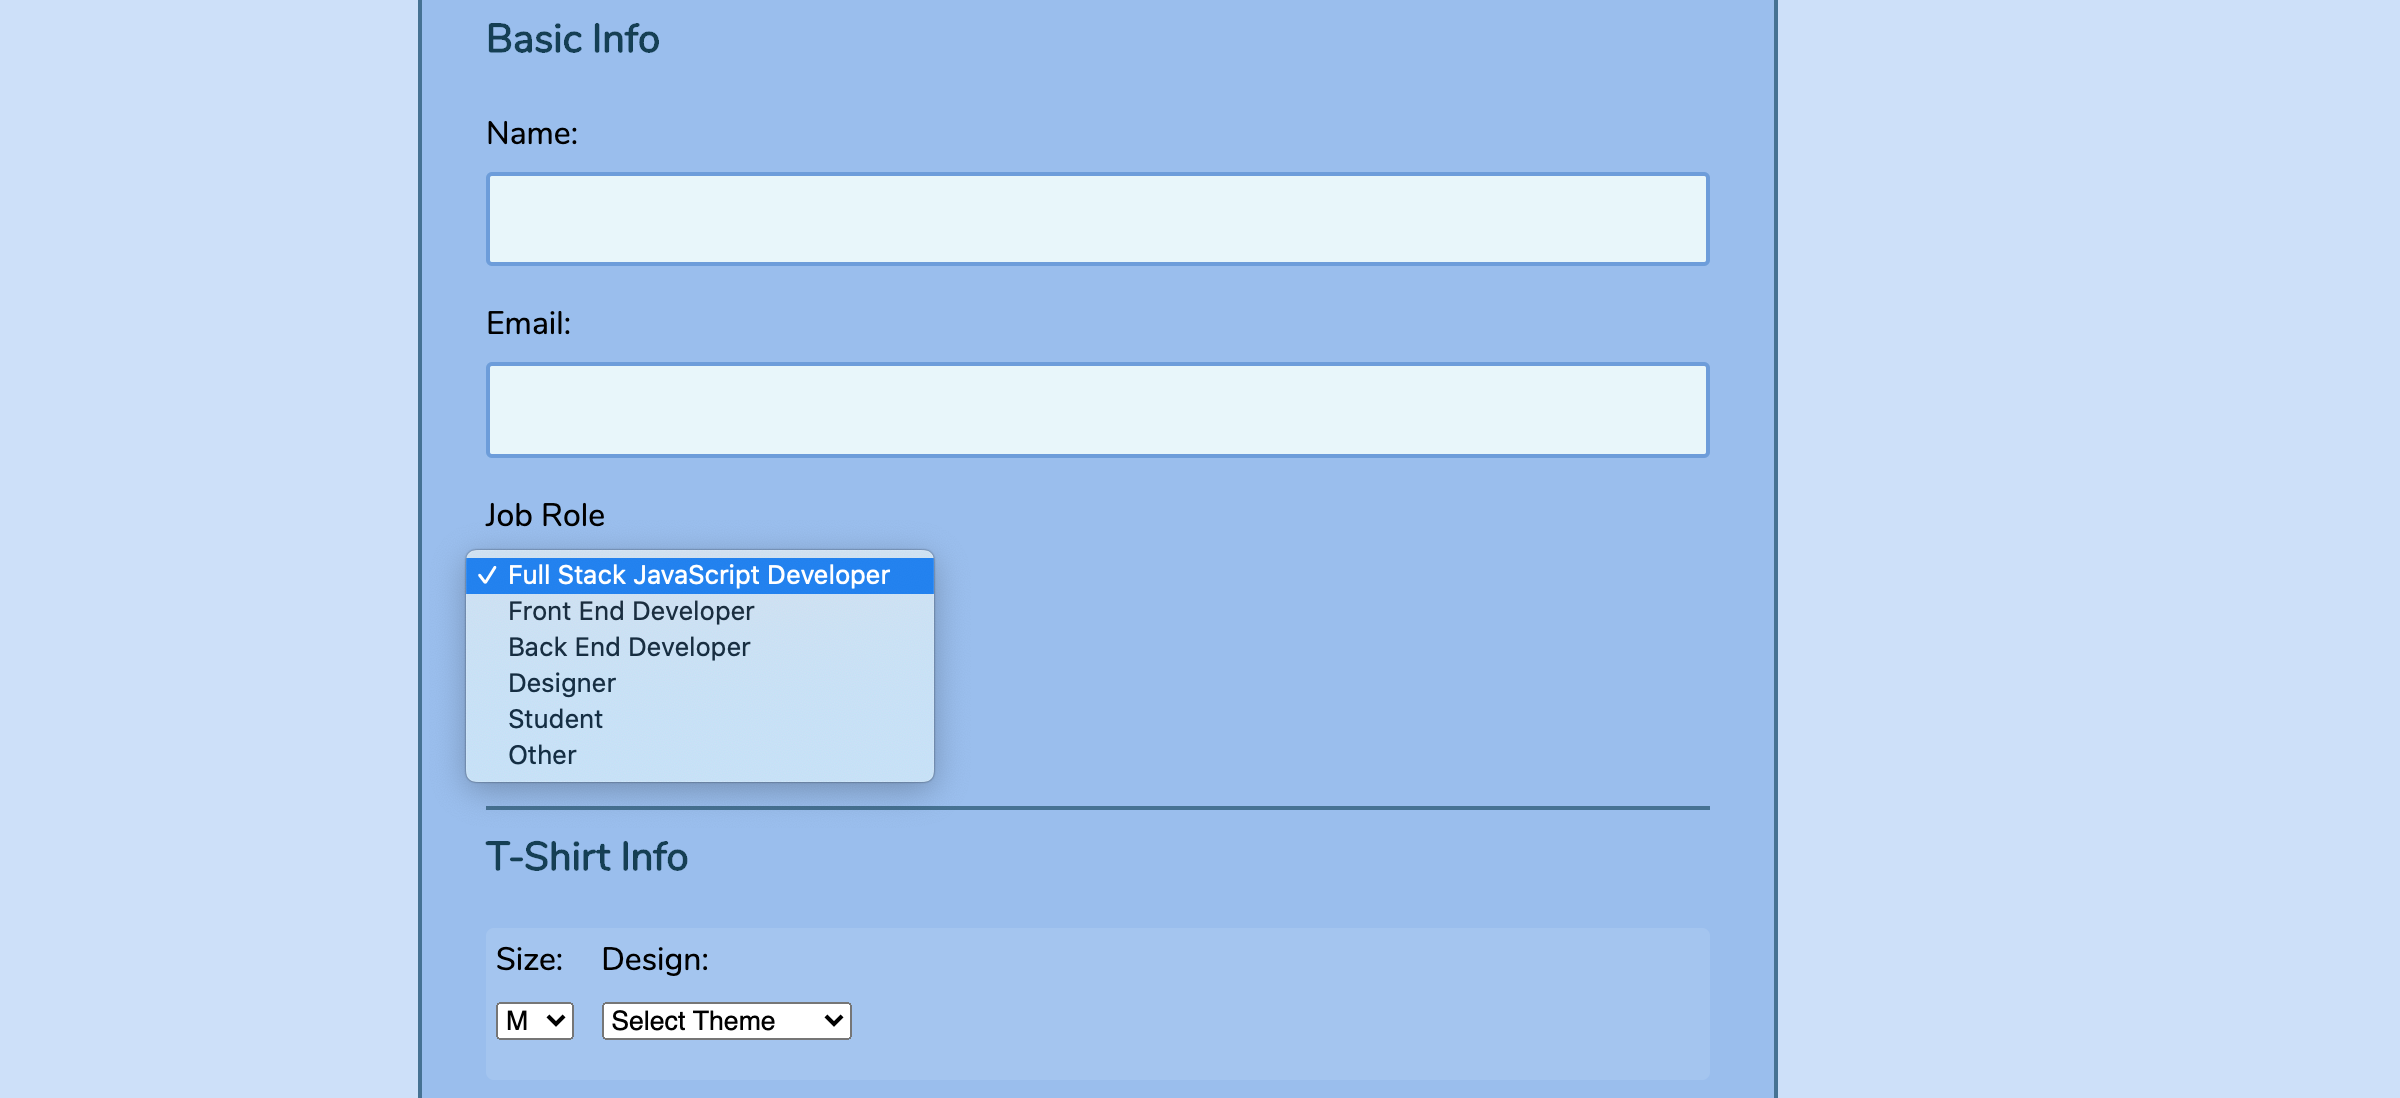 Basic Info
Name:
Email:
Job Role
✓ Full Stack JavaScript Developer
Front End Developer
Back End Developer
Designer
Student
Other
T-Shirt Info
Size: Design:
M Select Theme